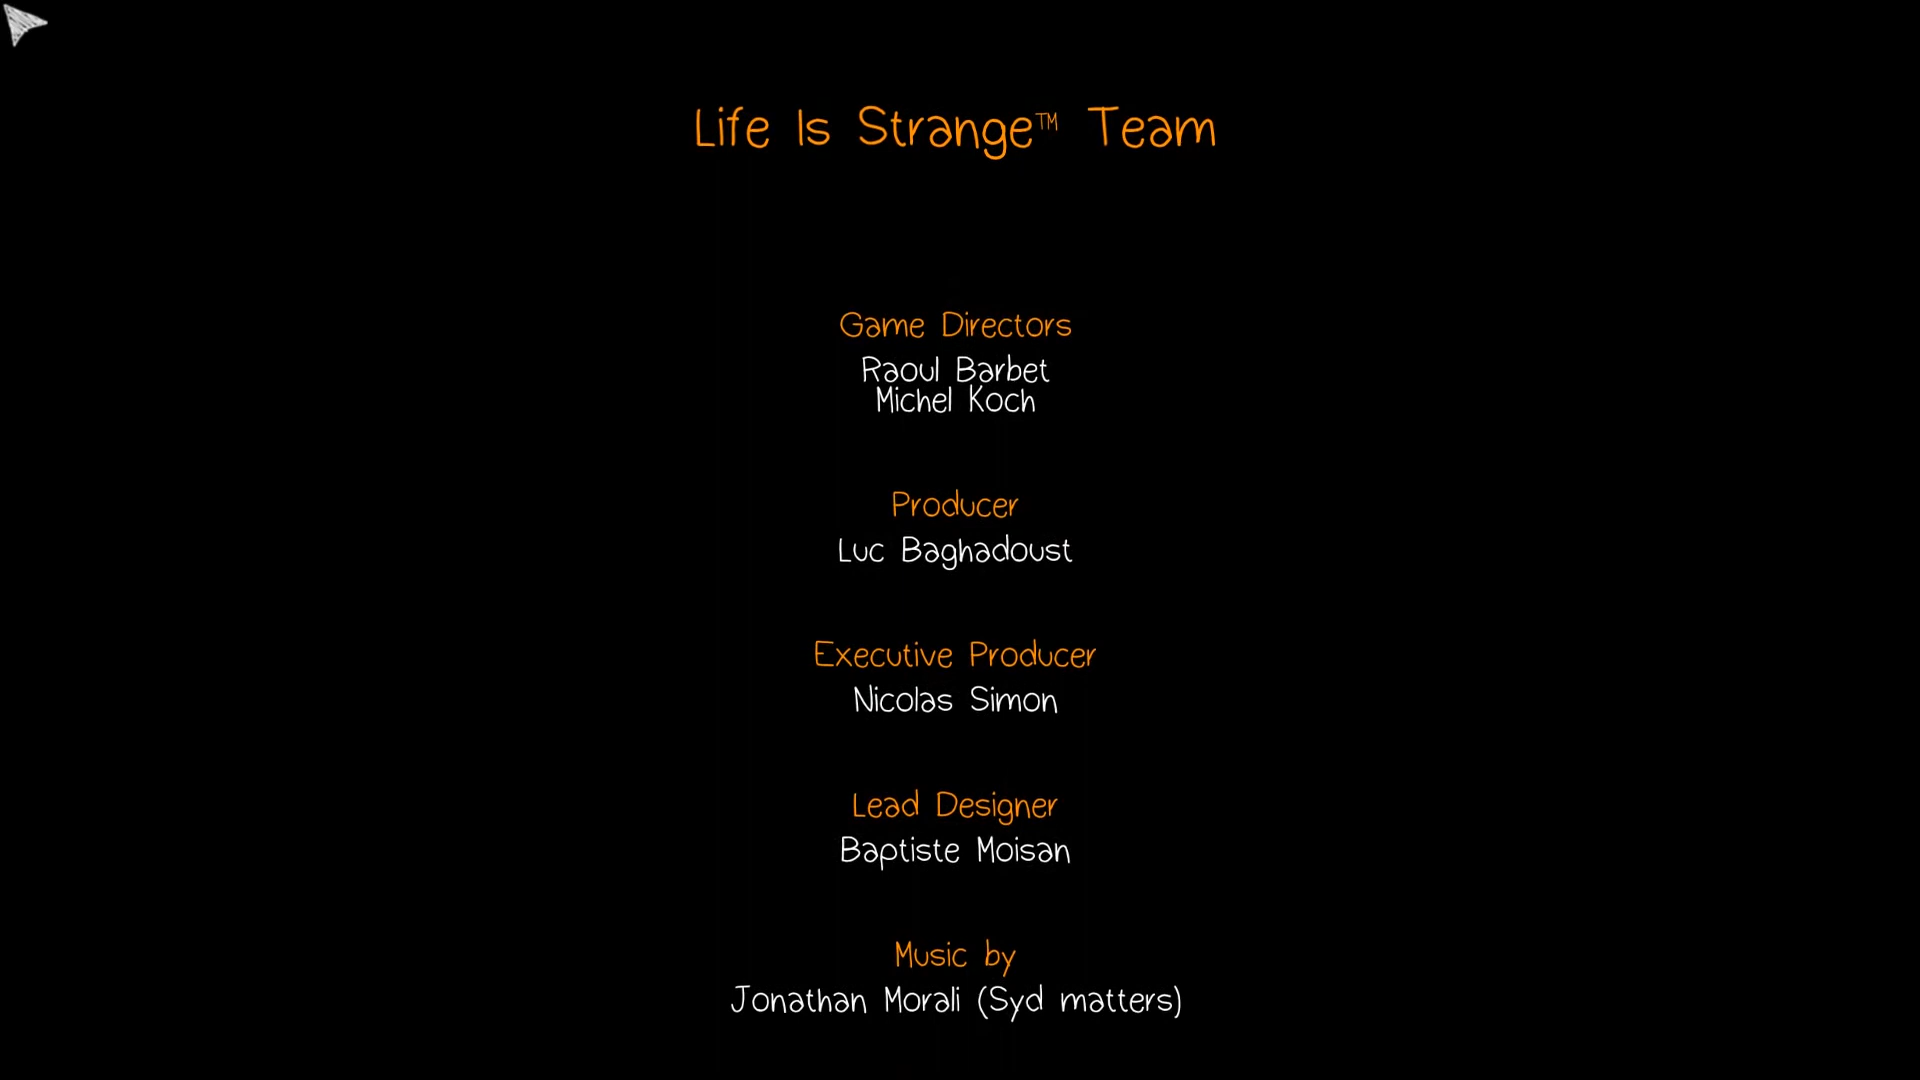 Life Is Strange™ Team
Game Directors
Raoul Barbet
Michel Koch
Producer
Luc Baghadoust
Executive Producer
Nicolas Simon
Lead Designer
Baptiste Moisan
Music by
Jonathan Morali (Syd matters)